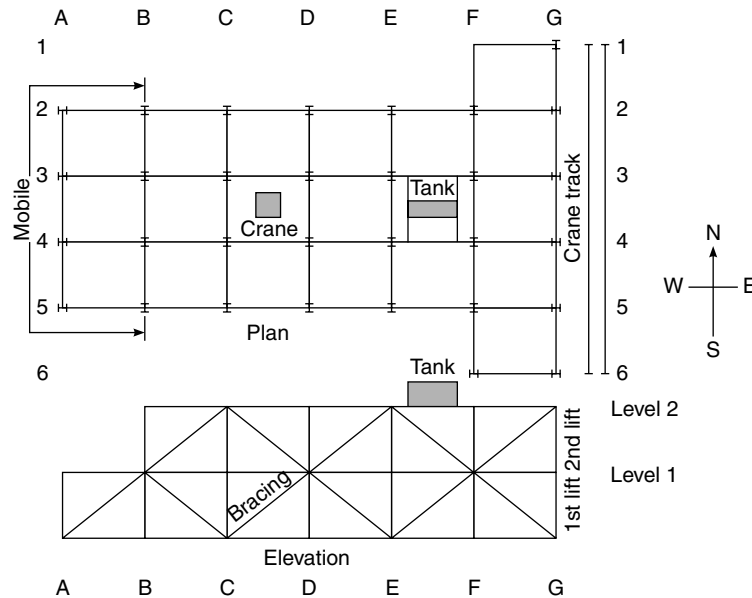 A B C D E F G
1 1
2 2
3 3
Tank
Mobile
Crane
Crane track
4 4
N
W E
S
5 5
Plan
6 6
Tank
Level 2
1st lift 2nd lift
Level 1
Bracing
Elevation
A B C D E F G